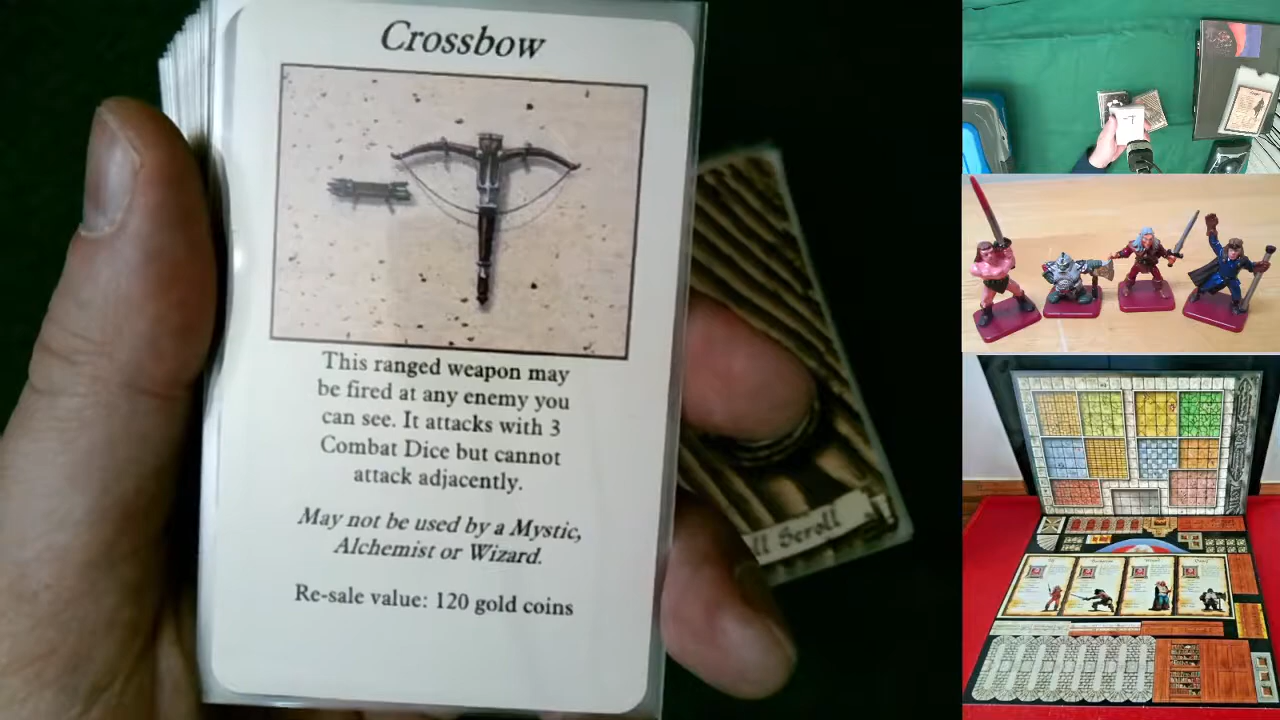 Crossbow
This ranged weapon may
be fired at any enemy you
can see. It attacks with 3
Combat Dice but cannot
attack adjacently.
May not be used by a Mystic,
Alchemist or Wizard.
Re-sale value: 120 gold coins
Scroll